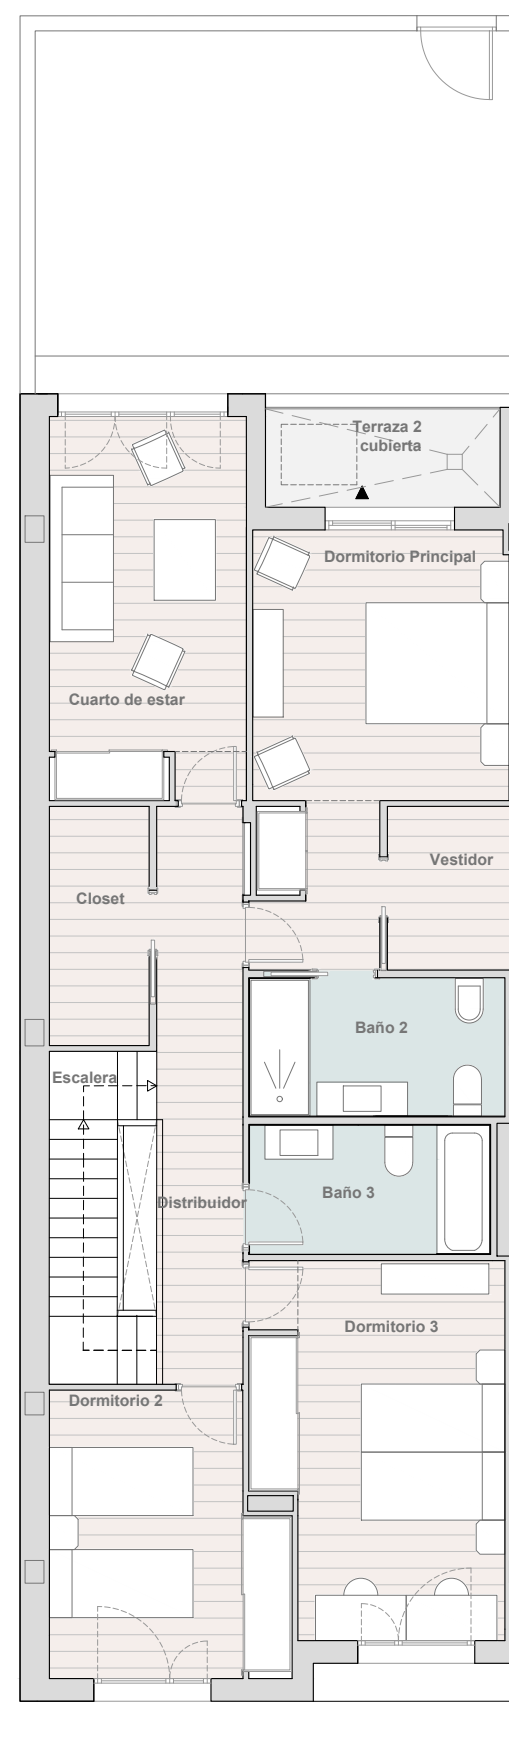 Terraza 2
cubierta
Dormitorio Principal
Cuarto de estar
Vestidor
Closet
Baño 2
Escalera
Baño 3
Distribuidor
Dormitorio 3
Dormitorio 2